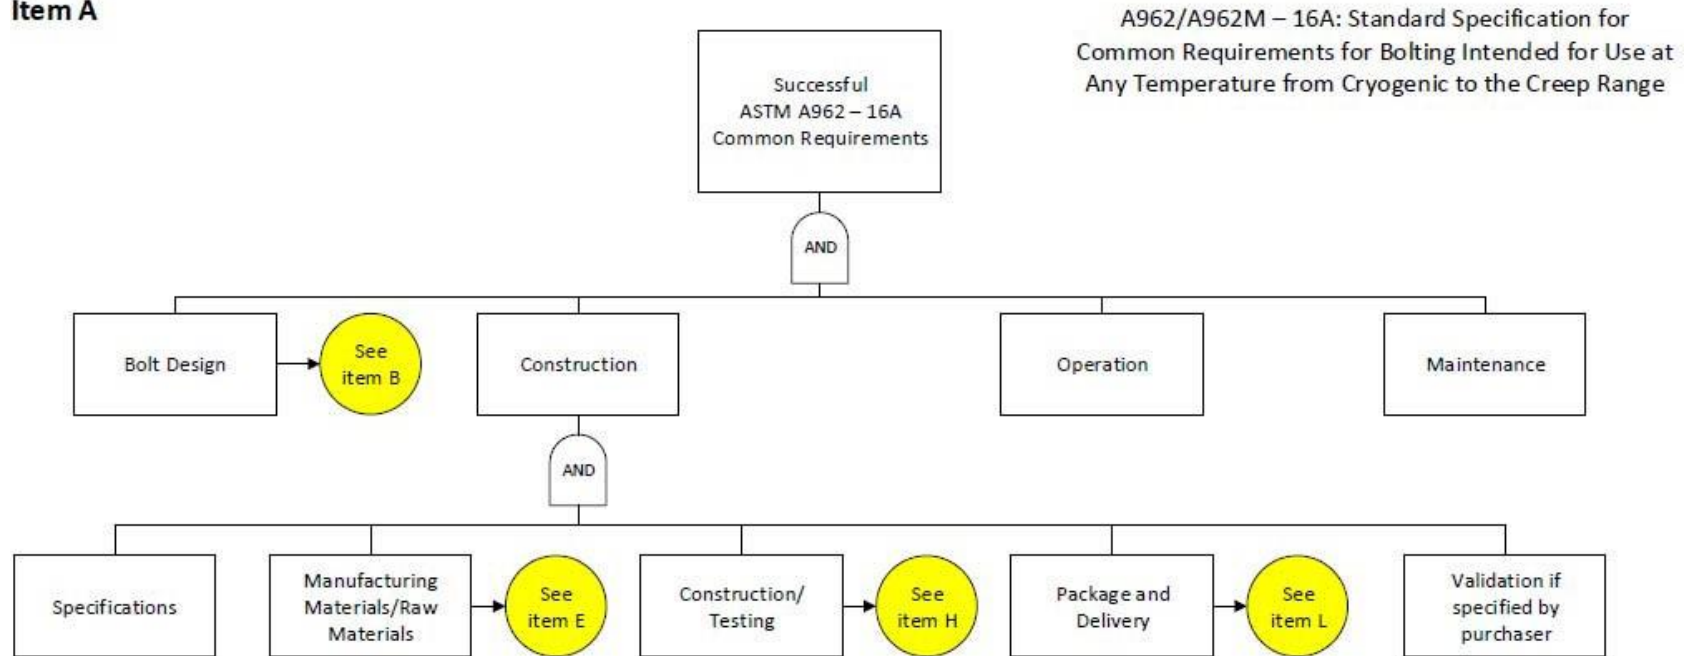 Item A
A962/A962M – 16A: Standard Specification for
Common Requirements for Bolting Intended for Use at
Any Temperature from Cryogenic to the Creep Range
Successful
ASTM A962 – 16A
Common Requirements
AND
Bolt Design
See
item B
Construction
Operation
Maintenance
AND
Specifications
Manufacturing
Materials/Raw
Materials
See
item E
Construction/
Testing
See
item H
Package and
Delivery
See
item L
Validation if
specified by
purchaser